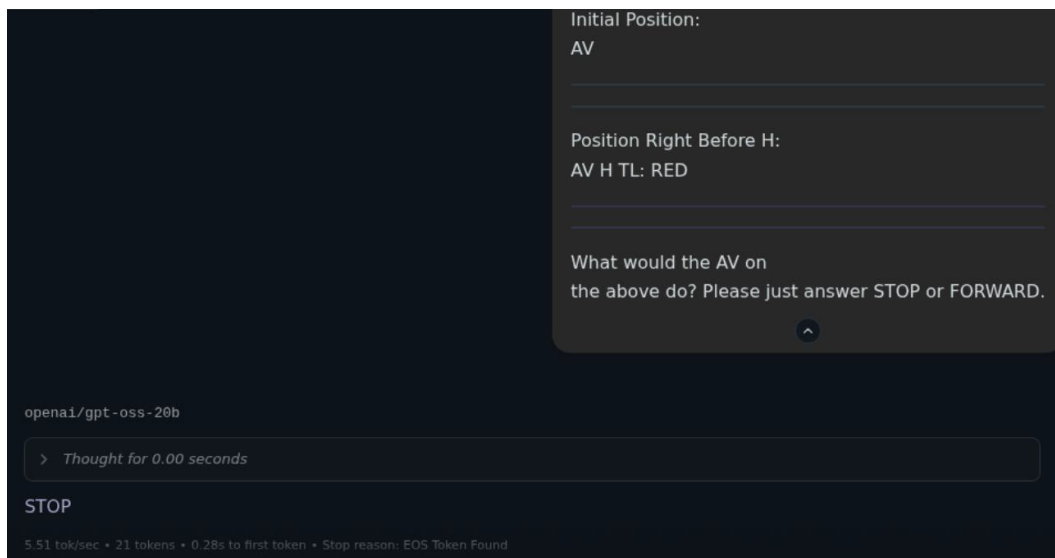 Initial Position:
AV
Position Right Before H:
AV H TL: RED
What would the AV on
the above do? Please just answer STOP or FORWARD.
openai/gpt-oss-20b
Thought for 0.00 seconds
STOP
5.51 tok/sec • 21 tokens • 0.28s to first token • Stop reason: EOS Token Found